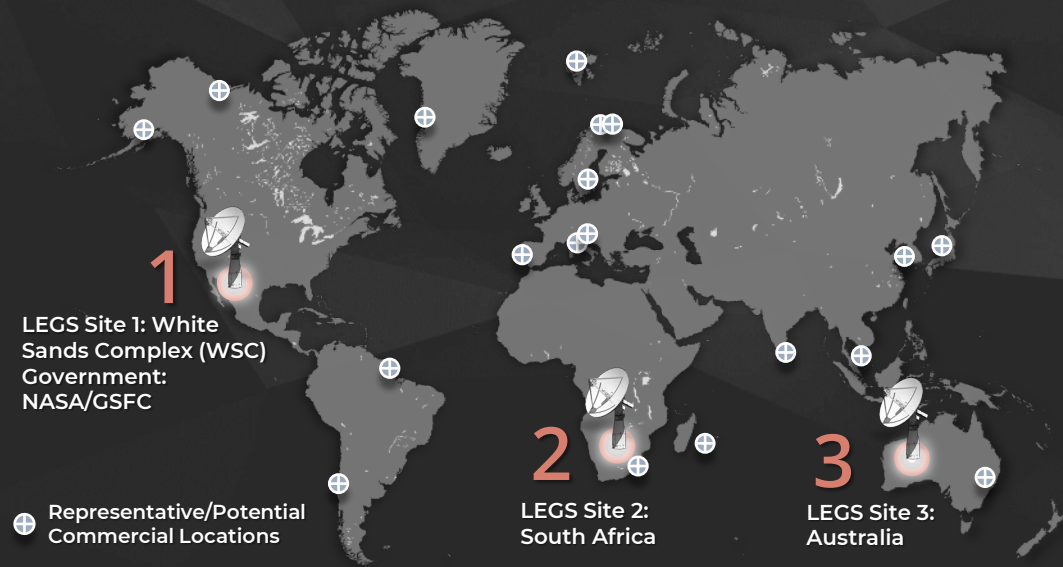 1
LEGS Site 1: White
Sands Complex (WSC)
Government:
NASA/GSFC
2
LEGS Site 2:
South Africa
3
LEGS Site 3:
Australia
Representative/Potential
Commercial Locations